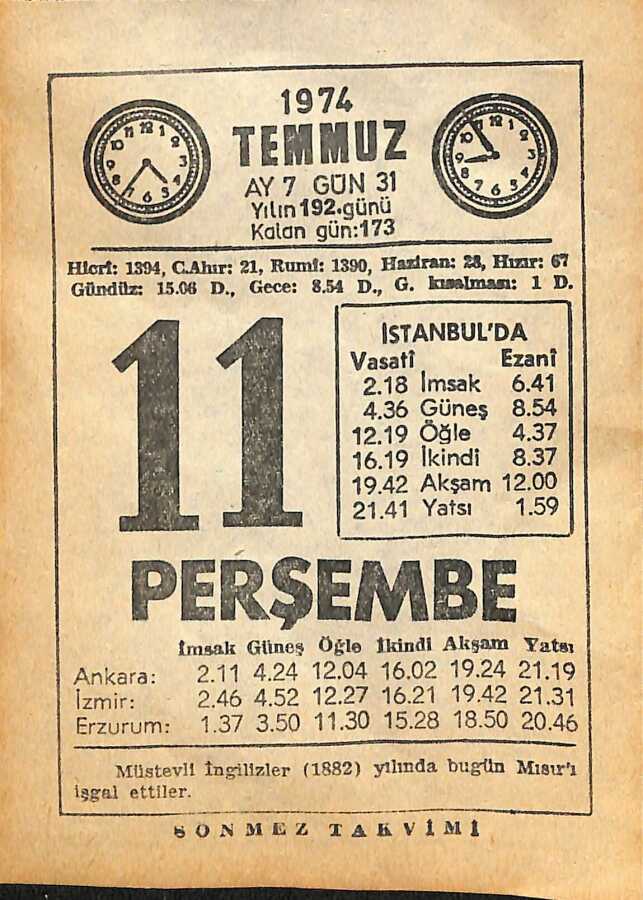 1974
TEMMUZ
AY 7 GÜN 31
Yılın 192.günü
Kalan gün:173
Hicrî: 1394, C.Ahır: 21, Rumî: 1390, Haziran: 28, Hızır: 67
Gündüz: 15.06 D., Gece: 8.54 D., G. kısalması: 1 D.
11
İSTANBUL'DA
Vasatî Ezanî
2.18 İmsak 6.41
4.36 Güneş 8.54
12.19 Öğle 4.37
16.19 İkindi 8.37
19.42 Akşam 12.00
21.41 Yatsı 1.59
PERŞEMBE
İmsak Güneş Öğle İkindi Akşam Yatsı
Ankara: 2.11 4.24 12.04 16.02 19.24 21.19
İzmir: 2.46 4.52 12.27 16.21 19.42 21.31
Erzurum: 1.37 3.50 11.30 15.28 18.50 20.46
Müstevli İngilizler (1882) yılında bugün Mısır'ı
işgal ettiler.
SÖNMEZ TAKVİMİ